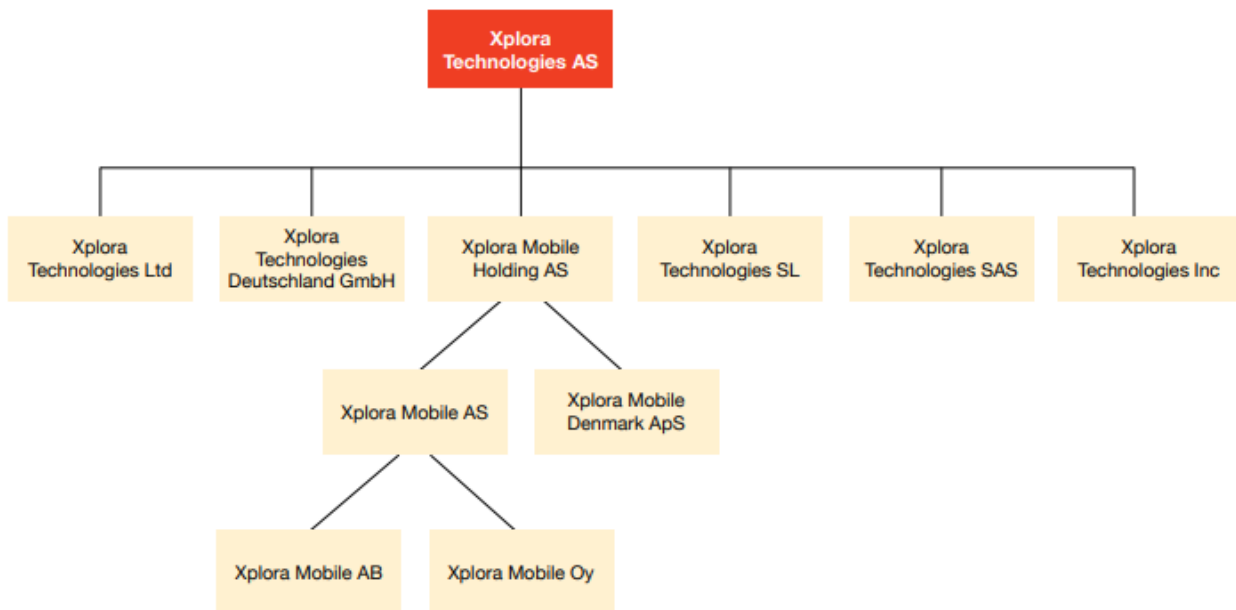 Xplora
Technologies AS
Xplora
Technologies Ltd
Xplora
Technologies
Deutschland GmbH
Xplora Mobile
Holding AS
Xplora
Technologies SL
Xplora
Technologies SAS
Xplora
Technologies Inc
Xplora Mobile AS
Xplora Mobile
Denmark ApS
Xplora Mobile AB
Xplora Mobile Oy